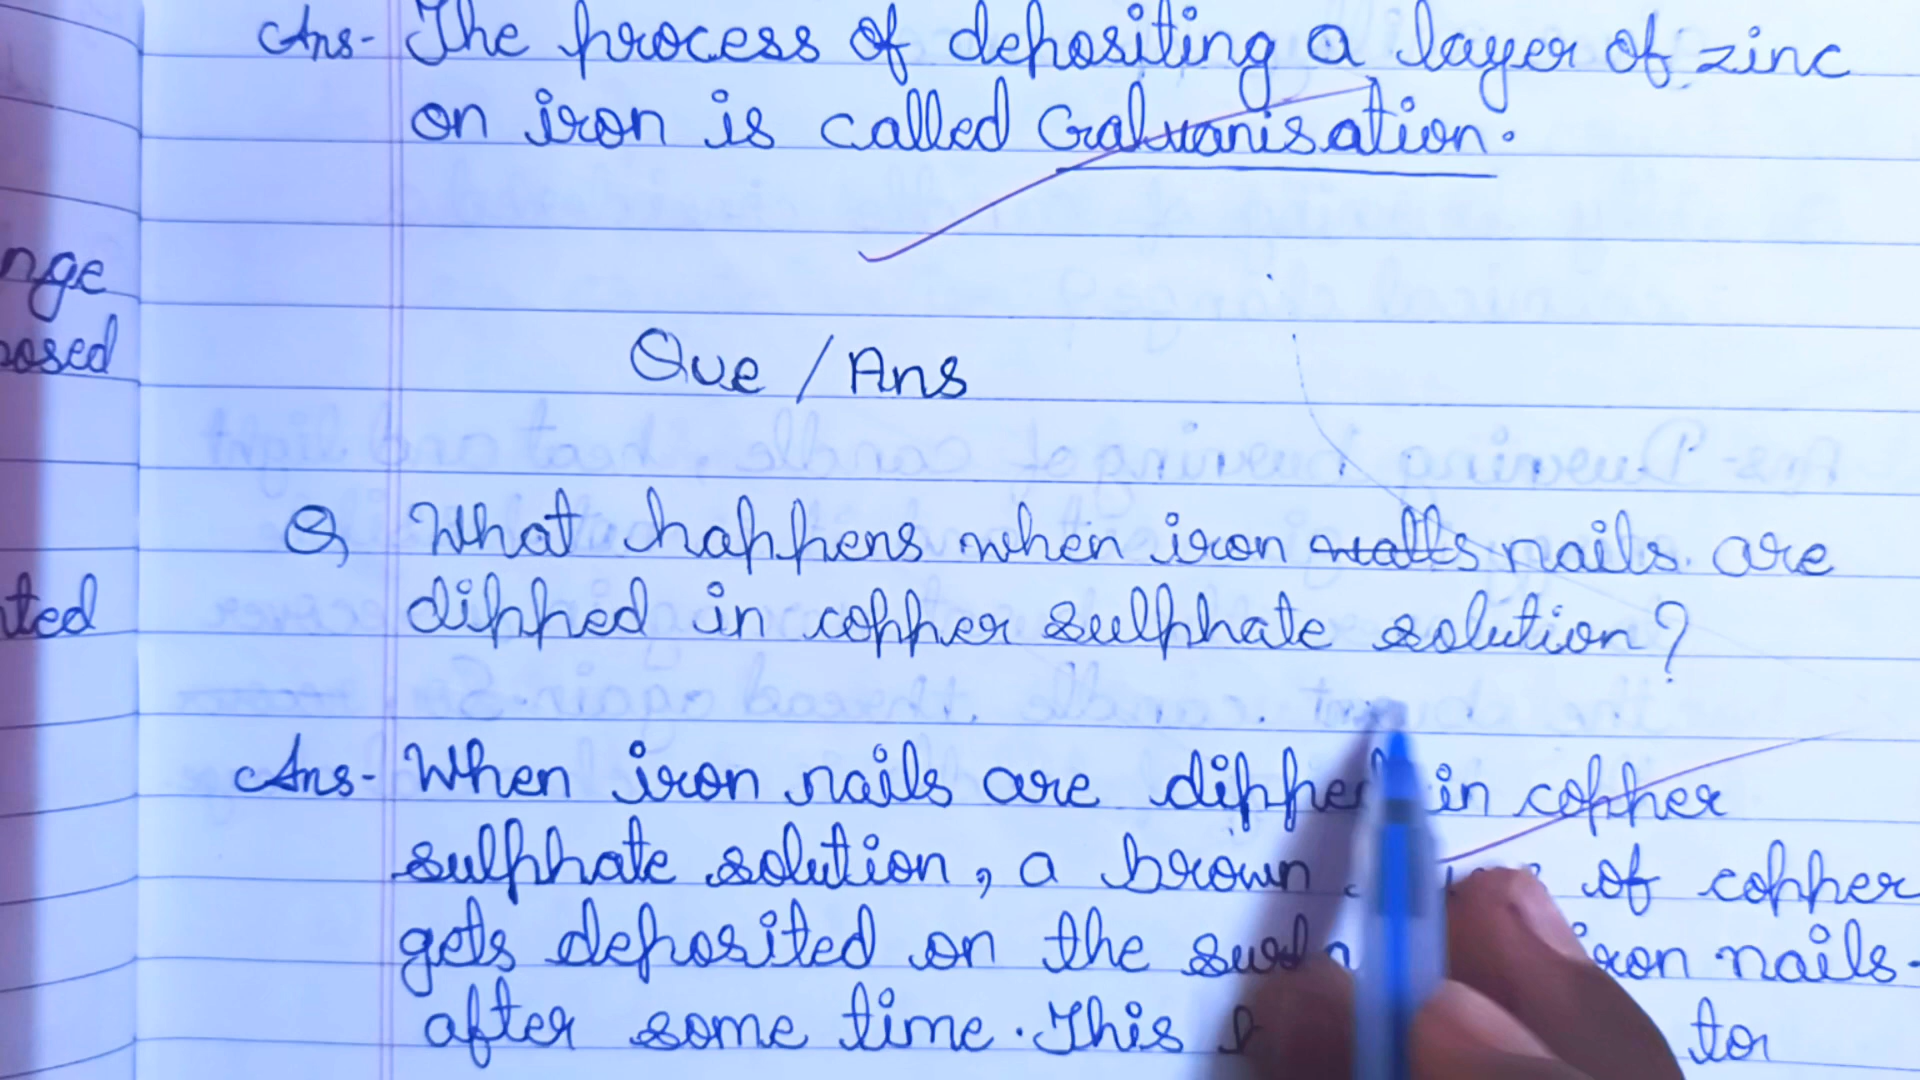 Ans- The process of depositing a layer of zinc
on iron is called Galvanisation.
nge
posed
Que / Ans
Q What happens when iron nails are
dipped in copper sulphate solution?
ted
Ans- When iron nails are dipped in copper
sulphate solution, a brown of copper
gets deposited on the iron nails.
after some time. This to